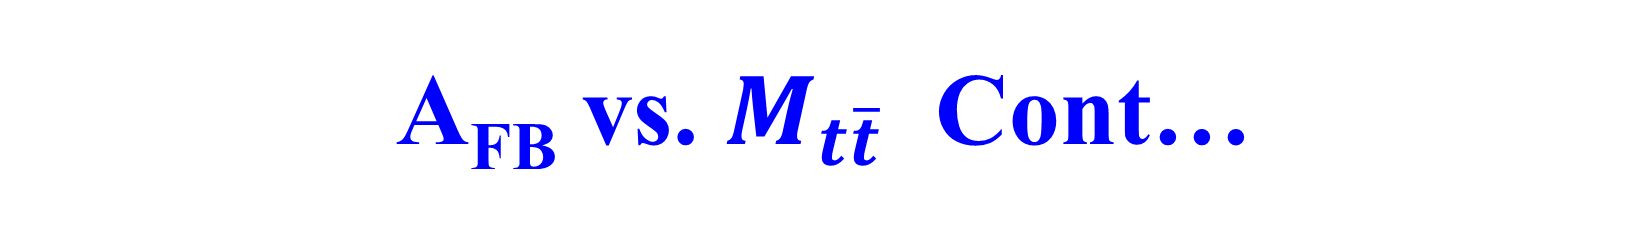 A_FB vs. M_tt̄ Cont…